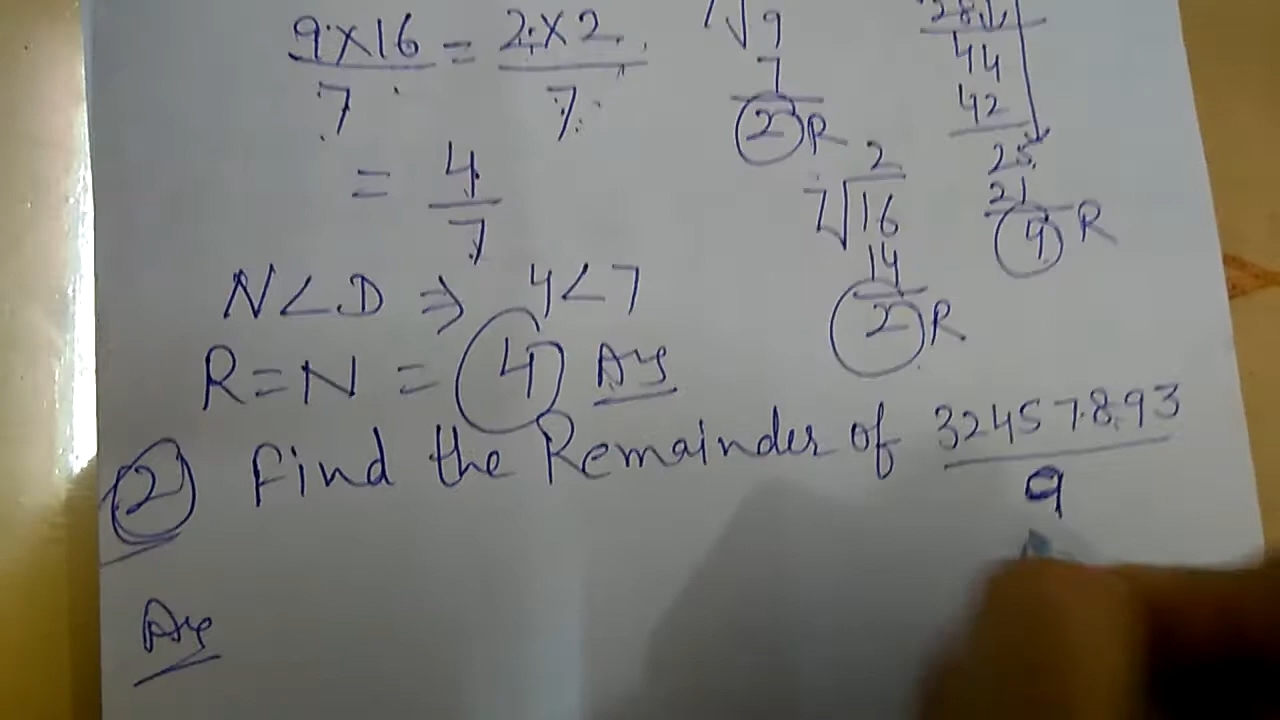 9×16 = 2×2
7 7
= 4
7
N<D ⇒ 4<7
R=N = 4 Ans
7 9
7
2 R
2
7 16
14
2 R
28↓
44
42
25
21
4 R
2 Find the Remainder of 32457893
9
Ans